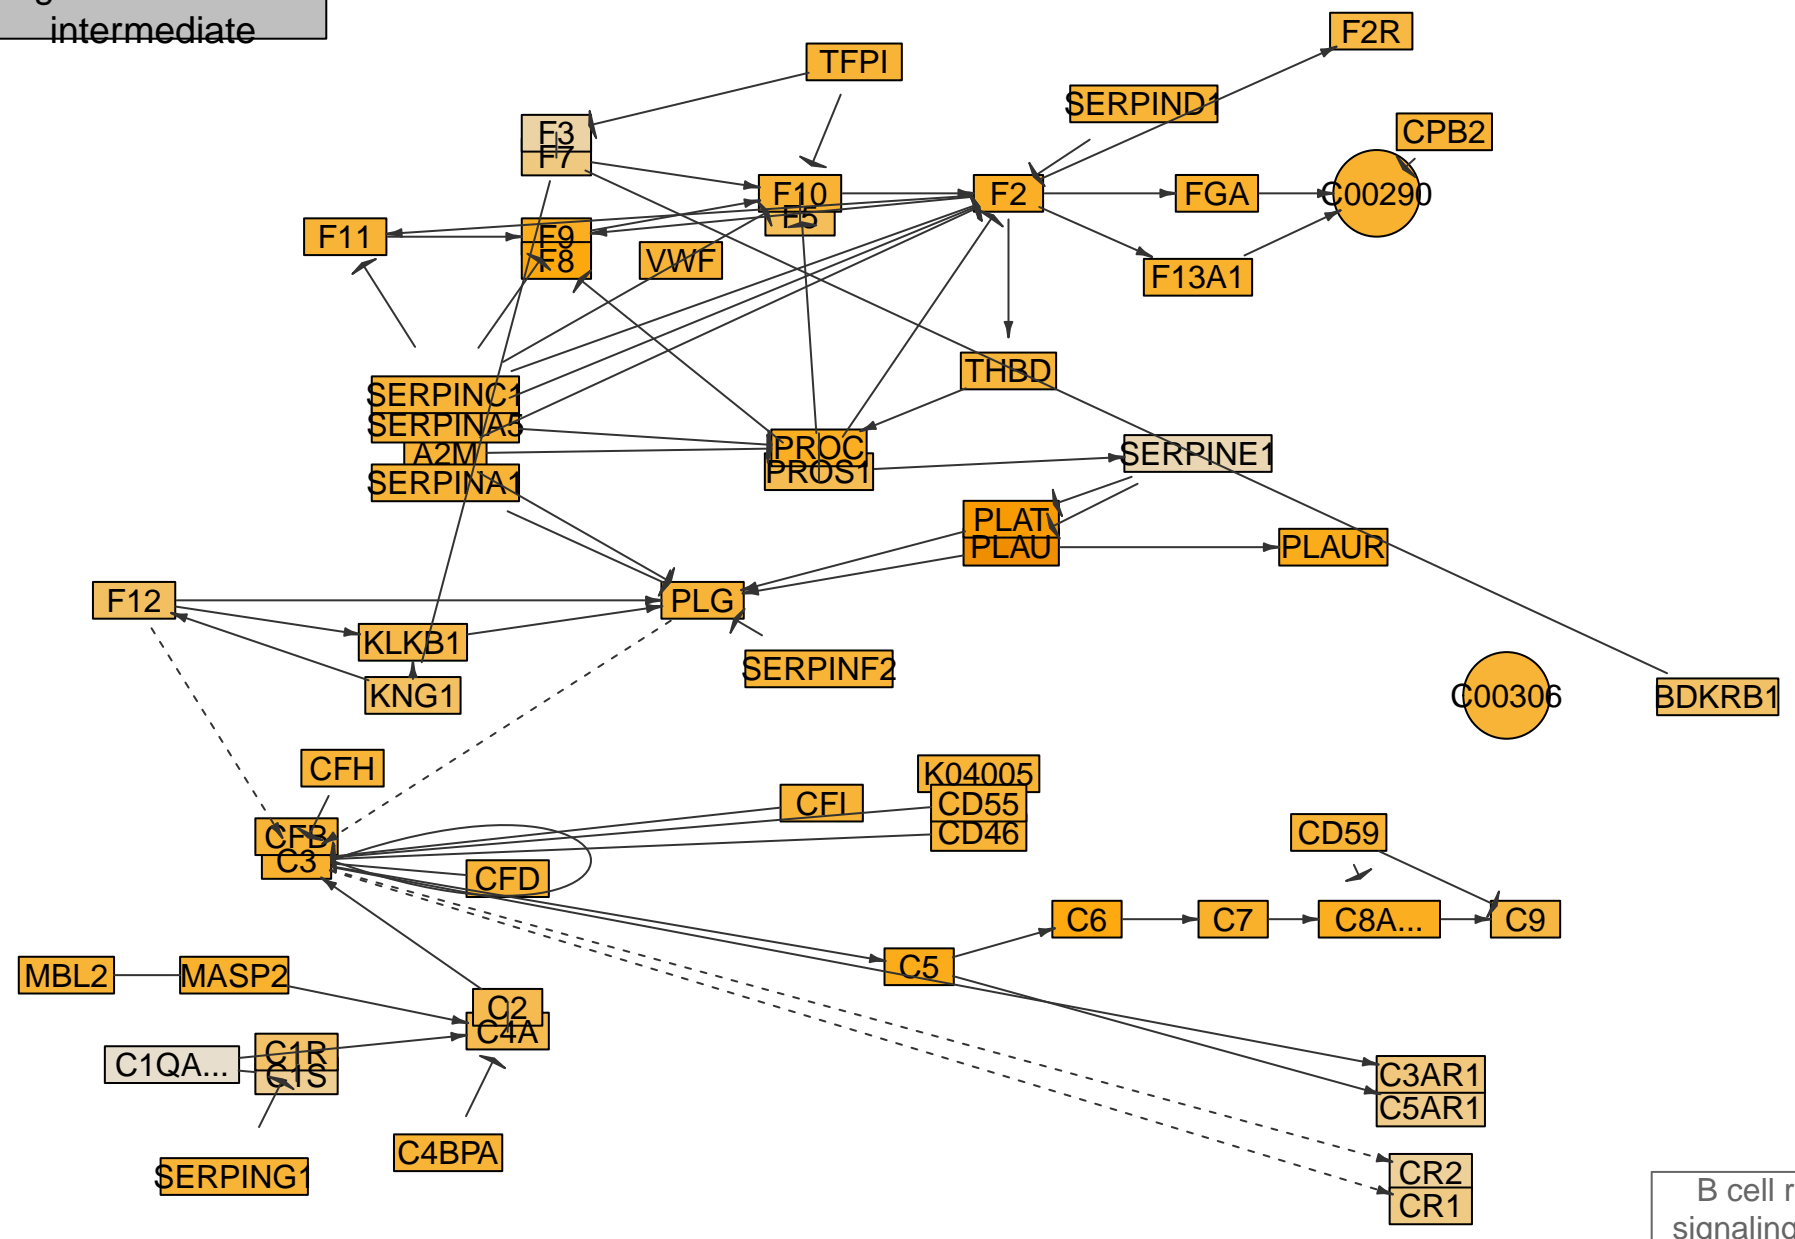 intermediate
F2R
TFPI
SERPIND1
CPB2
F3
F7
F10
F5
F2
FGA
C00290
F11
F9
F8
VWF
F13A1
THBD
SERPINC1
SERPINA5
A2M
SERPINA1
PROC
PROS1
SERPINE1
PLAT
PLAU
PLAUR
F12
PLG
KLKB1
SERPINF2
KNG1
C00306
BDKRB1
CFH
K04005
CFI
CD55
CD46
CD59
CFB
C3
CFD
C6
C7
C8A...
C9
C5
MBL2
MASP2
C2
C4A
C1QA...
C1R
C1S
C3AR1
C5AR1
C4BPA
SERPING1
CR2
CR1
B cell r
signaling